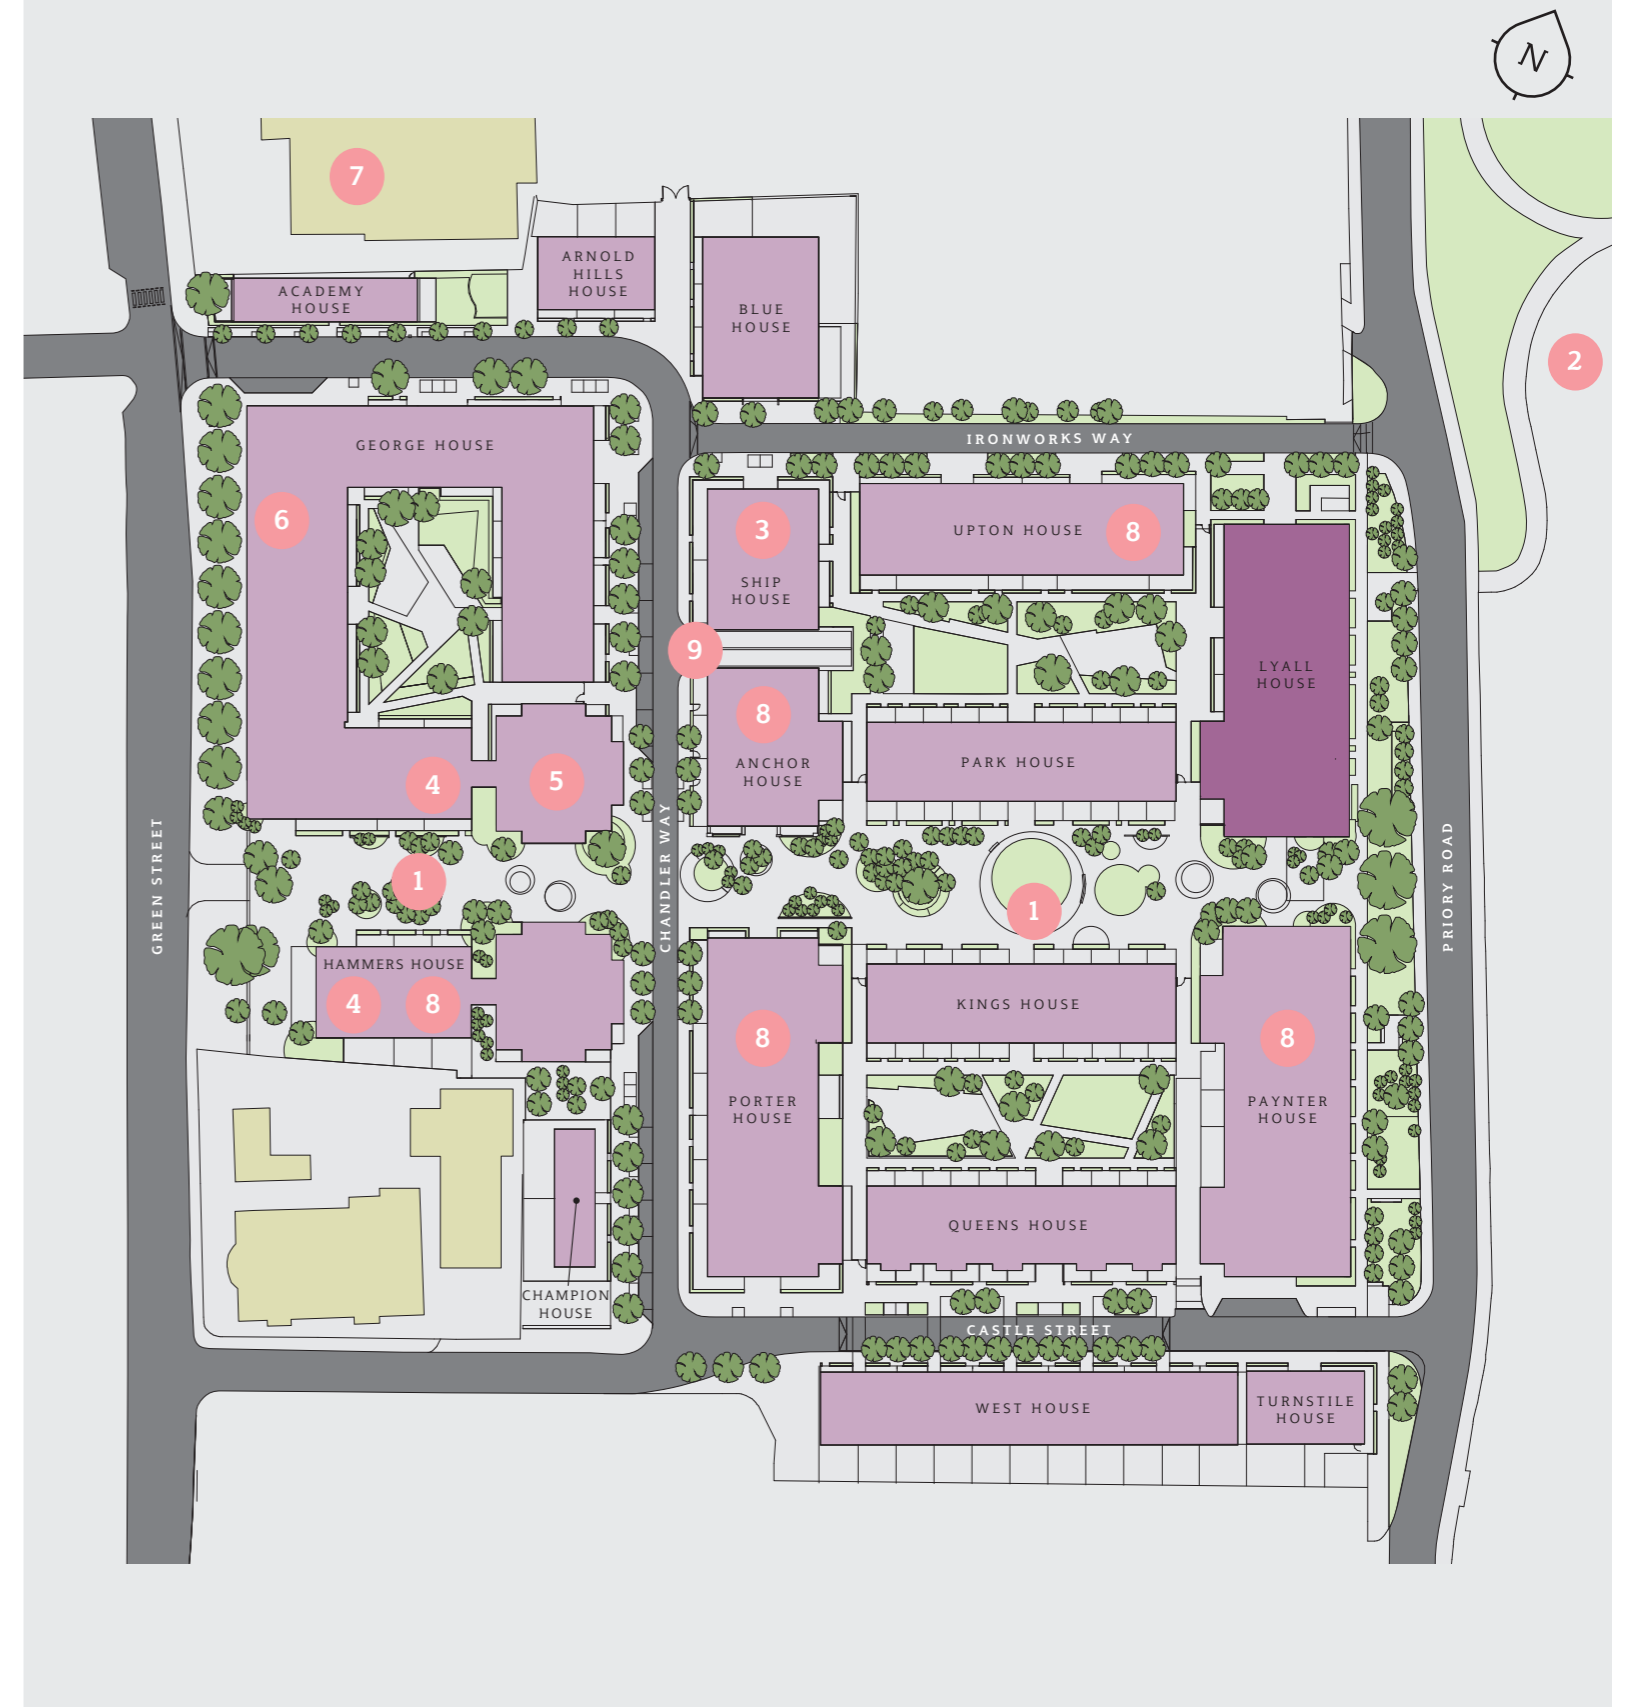 N
7
ARNOLD
HILLS
HOUSE
ACADEMY
HOUSE
BLUE
HOUSE
2
IRONWORKS WAY
GEORGE HOUSE
6
3
SHIP
HOUSE
UPTON HOUSE
8
9
LYALL
HOUSE
8
ANCHOR
HOUSE
PARK HOUSE
4
5
GREEN STREET
CHANDLER WAY
PRIORY ROAD
1
1
HAMMERS HOUSE
4
8
8
KINGS HOUSE
8
PORTER
HOUSE
PAYNTER
HOUSE
QUEENS HOUSE
CHAMPION
HOUSE
CASTLE STREET
WEST HOUSE
TURNSTILE
HOUSE